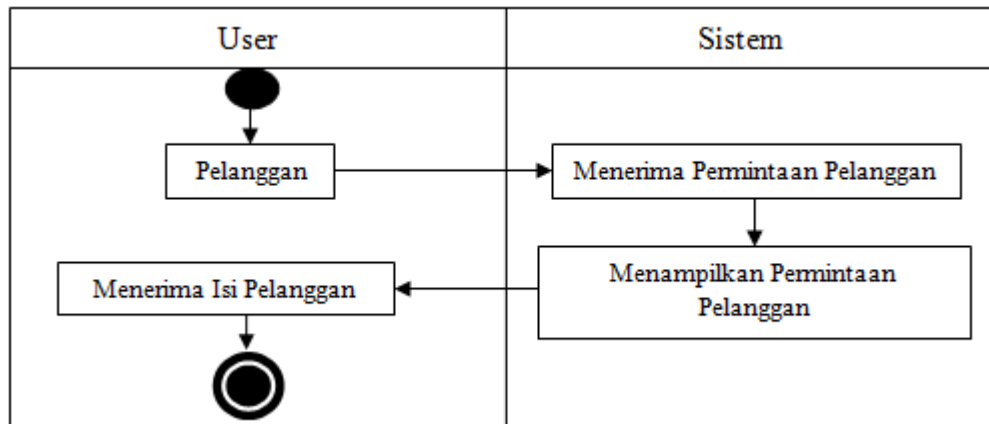 User
Sistem
Pelanggan
Menerima Permintaan Pelanggan
Menampilkan Permintaan
Pelanggan
Menerima Isi Pelanggan